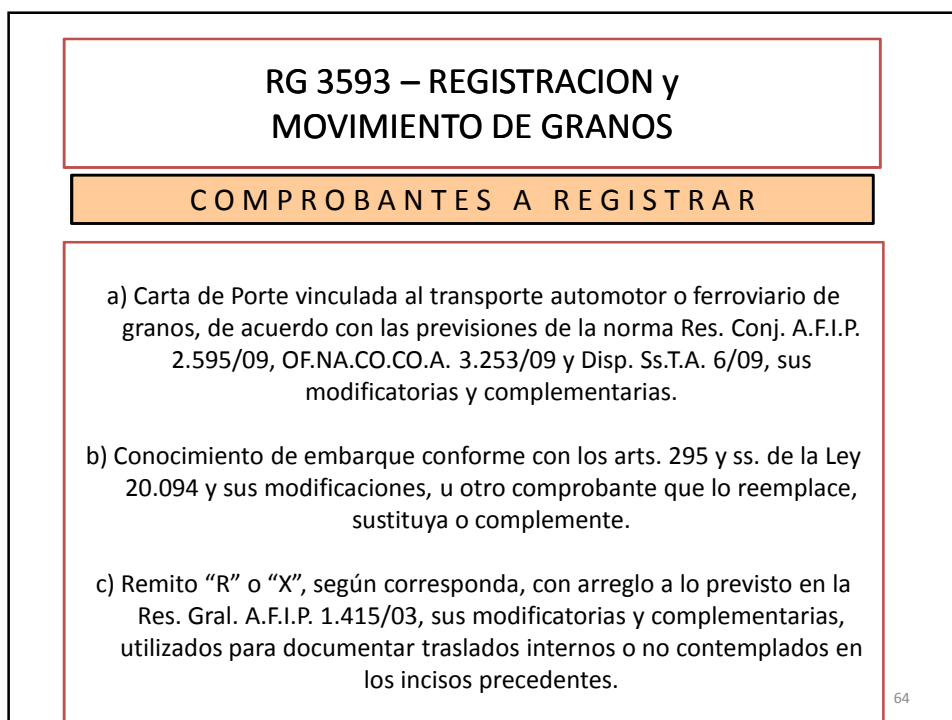 RG 3593 – REGISTRACION y
MOVIMIENTO DE GRANOS
COMPROBANTES A REGISTRAR
a) Carta de Porte vinculada al transporte automotor o ferroviario de
granos, de acuerdo con las previsiones de la norma Res. Conj. A.F.I.P.
2.595/09, OF.NA.CO.CO.A. 3.253/09 y Disp. Ss.T.A. 6/09, sus
modificatorias y complementarias.
b) Conocimiento de embarque conforme con los arts. 295 y ss. de la Ley
20.094 y sus modificaciones, u otro comprobante que lo reemplace,
sustituya o complemente.
c) Remito “R” o “X”, según corresponda, con arreglo a lo previsto en la
Res. Gral. A.F.I.P. 1.415/03, sus modificatorias y complementarias,
utilizados para documentar traslados internos o no contemplados en
los incisos precedentes.
64